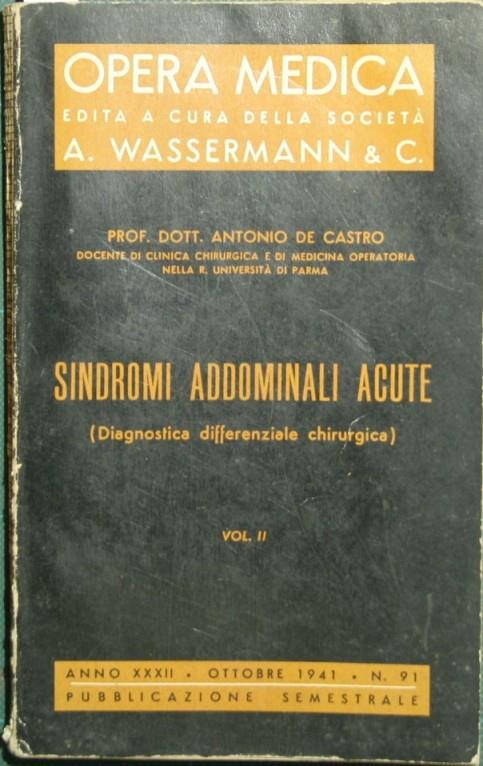 OPERA MEDICA
EDITA A CURA DELLA SOCIETÀ
A. WASSERMANN & C.
PROF. DOTT. ANTONIO DE CASTRO
DOCENTE DI CLINICA CHIRURGICA E DI MEDICINA OPERATORIA
NELLA R. UNIVERSITÀ DI PARMA
SINDROMI ADDOMINALI ACUTE
(Diagnostica differenziale chirurgica)
VOL. II
ANNO XXXII • OTTOBRE 1941 • N. 91
PUBBLICAZIONE SEMESTRALE